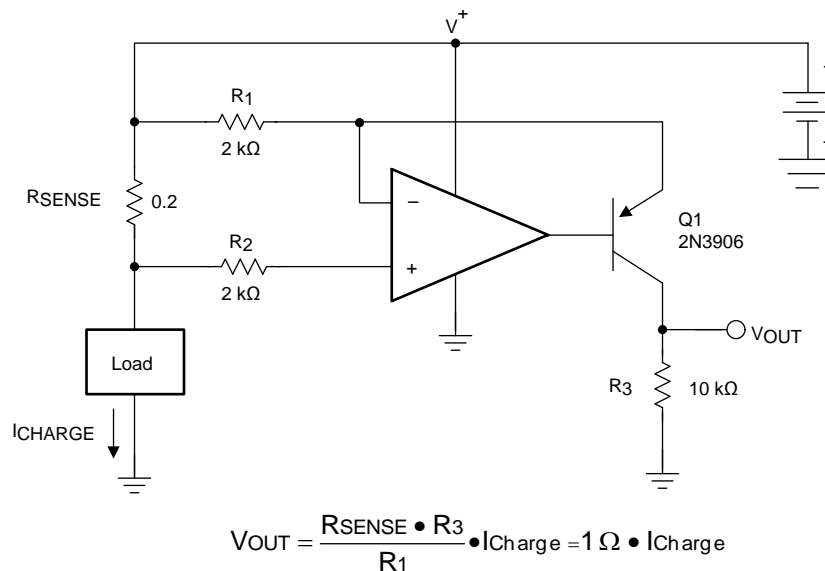 V+
R1
2 kΩ
RSENSE
0.2
R2
2 kΩ
−
+
Q1
2N3906
Load
VOUT
R3
10 kΩ
ICHARGE
VOUT = RSENSE • R3 / R1 • ICharge = 1 Ω • ICharge